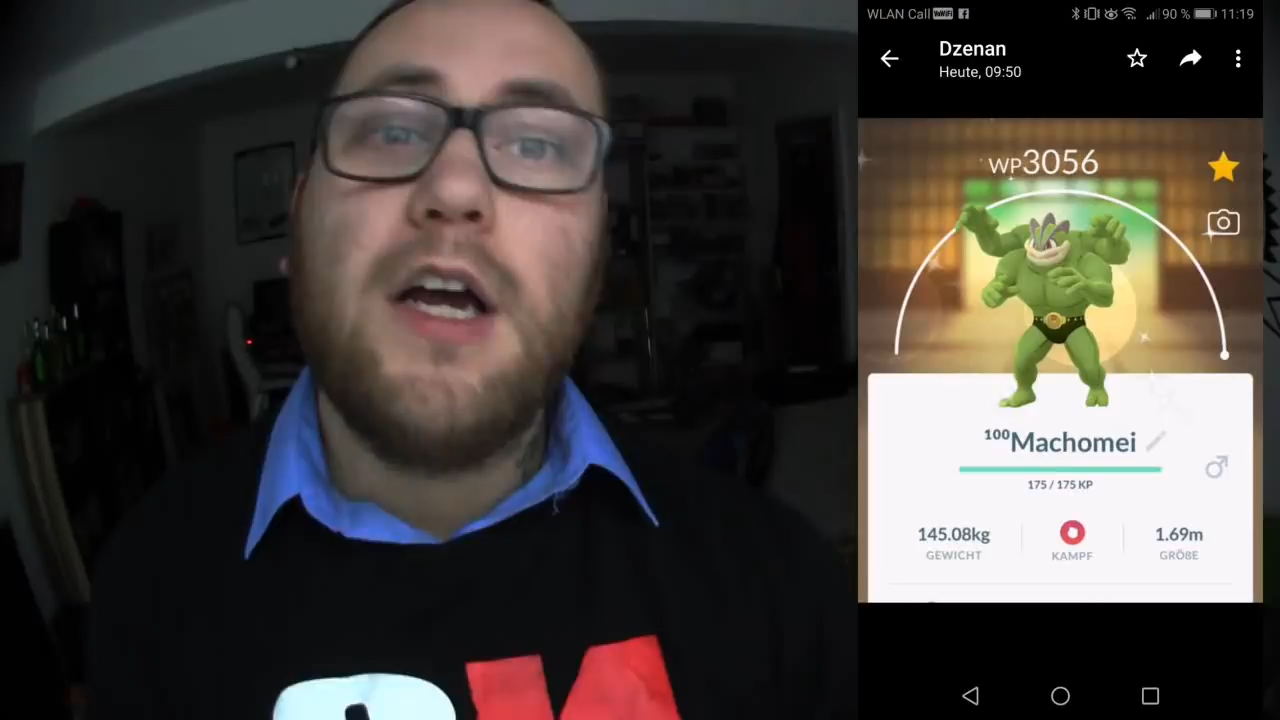 WLAN Call VoWiFi
90 % 11:19
Dzenan
Heute, 09:50
WP3056
100Machomei
175 / 175 KP
145.08kg
GEWICHT
KAMPF
1.69m
GRÖßE